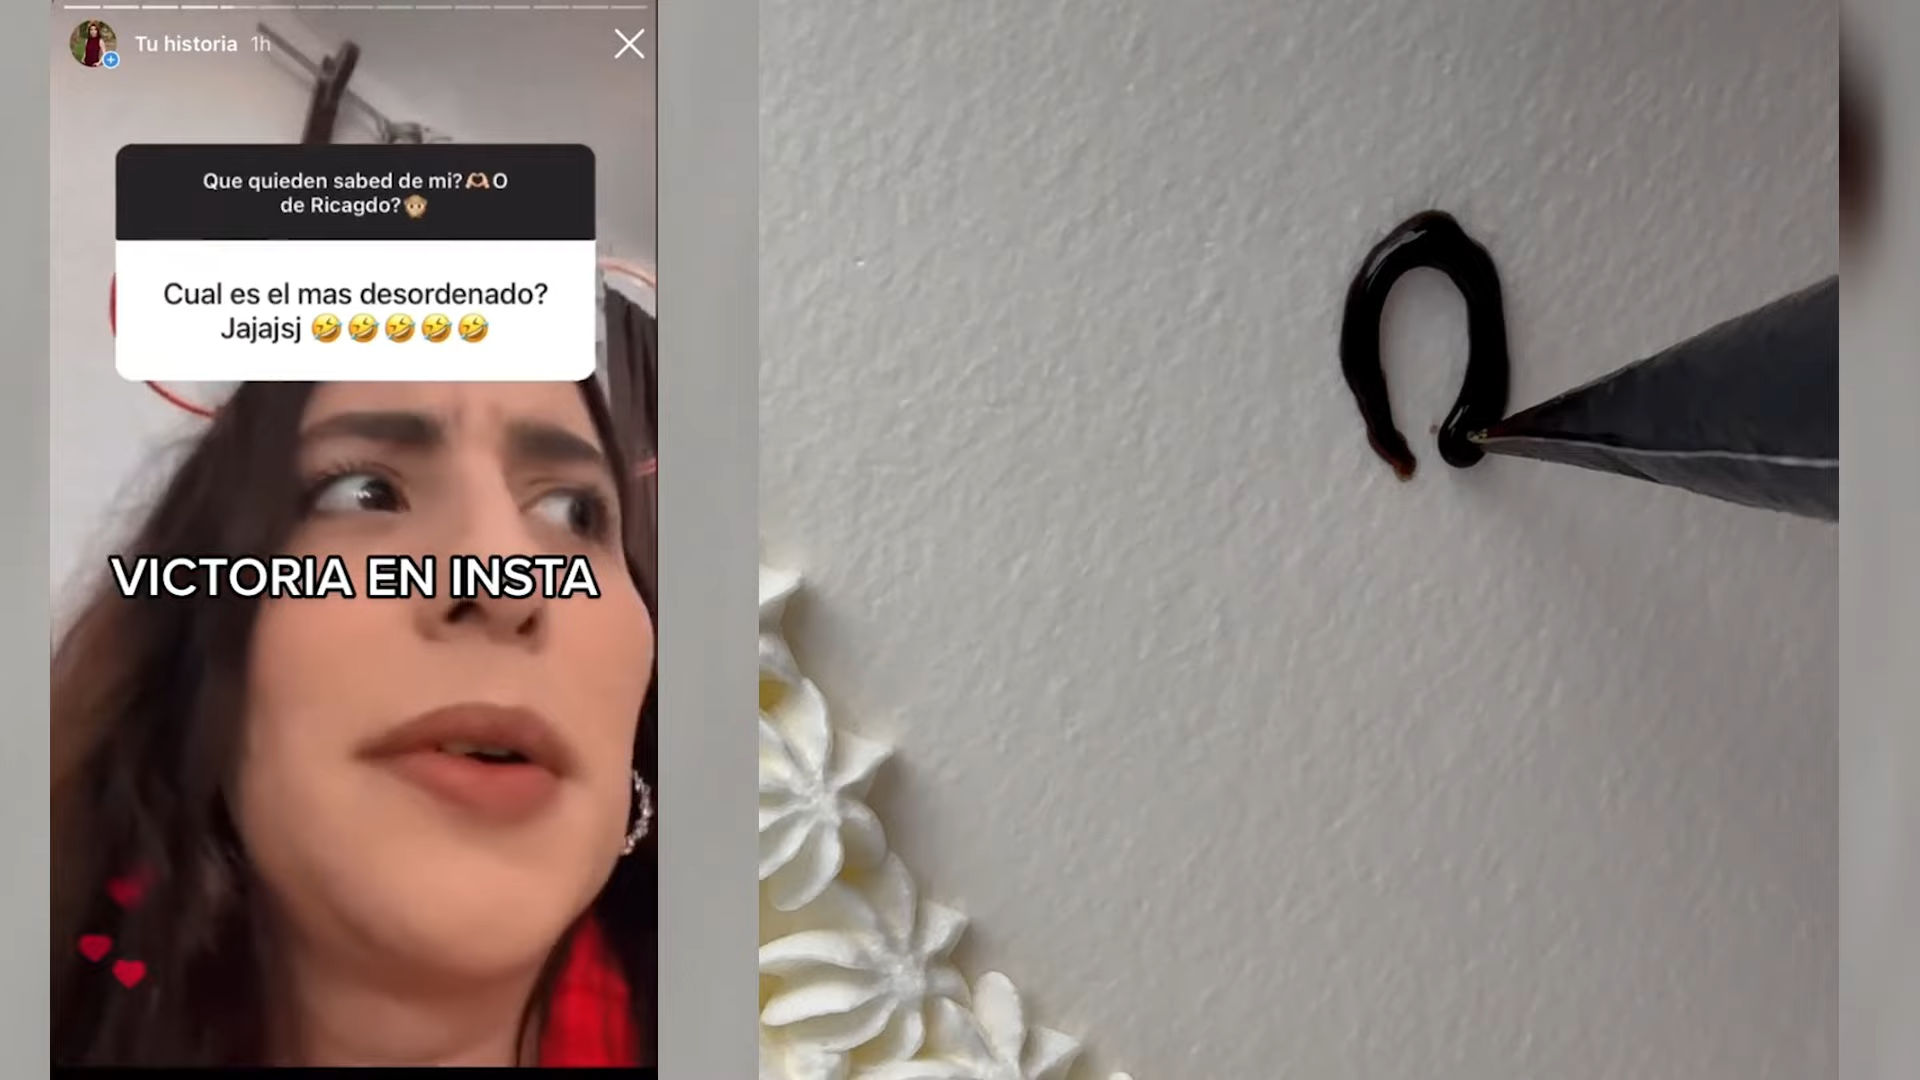 Tu historia 1h
Que quieden sabed de mi?🫶🏼O
de Ricagdo?🐵
Cual es el mas desordenado?
Jajajsj 🤣🤣🤣🤣🤣
VICTORIA EN INSTA